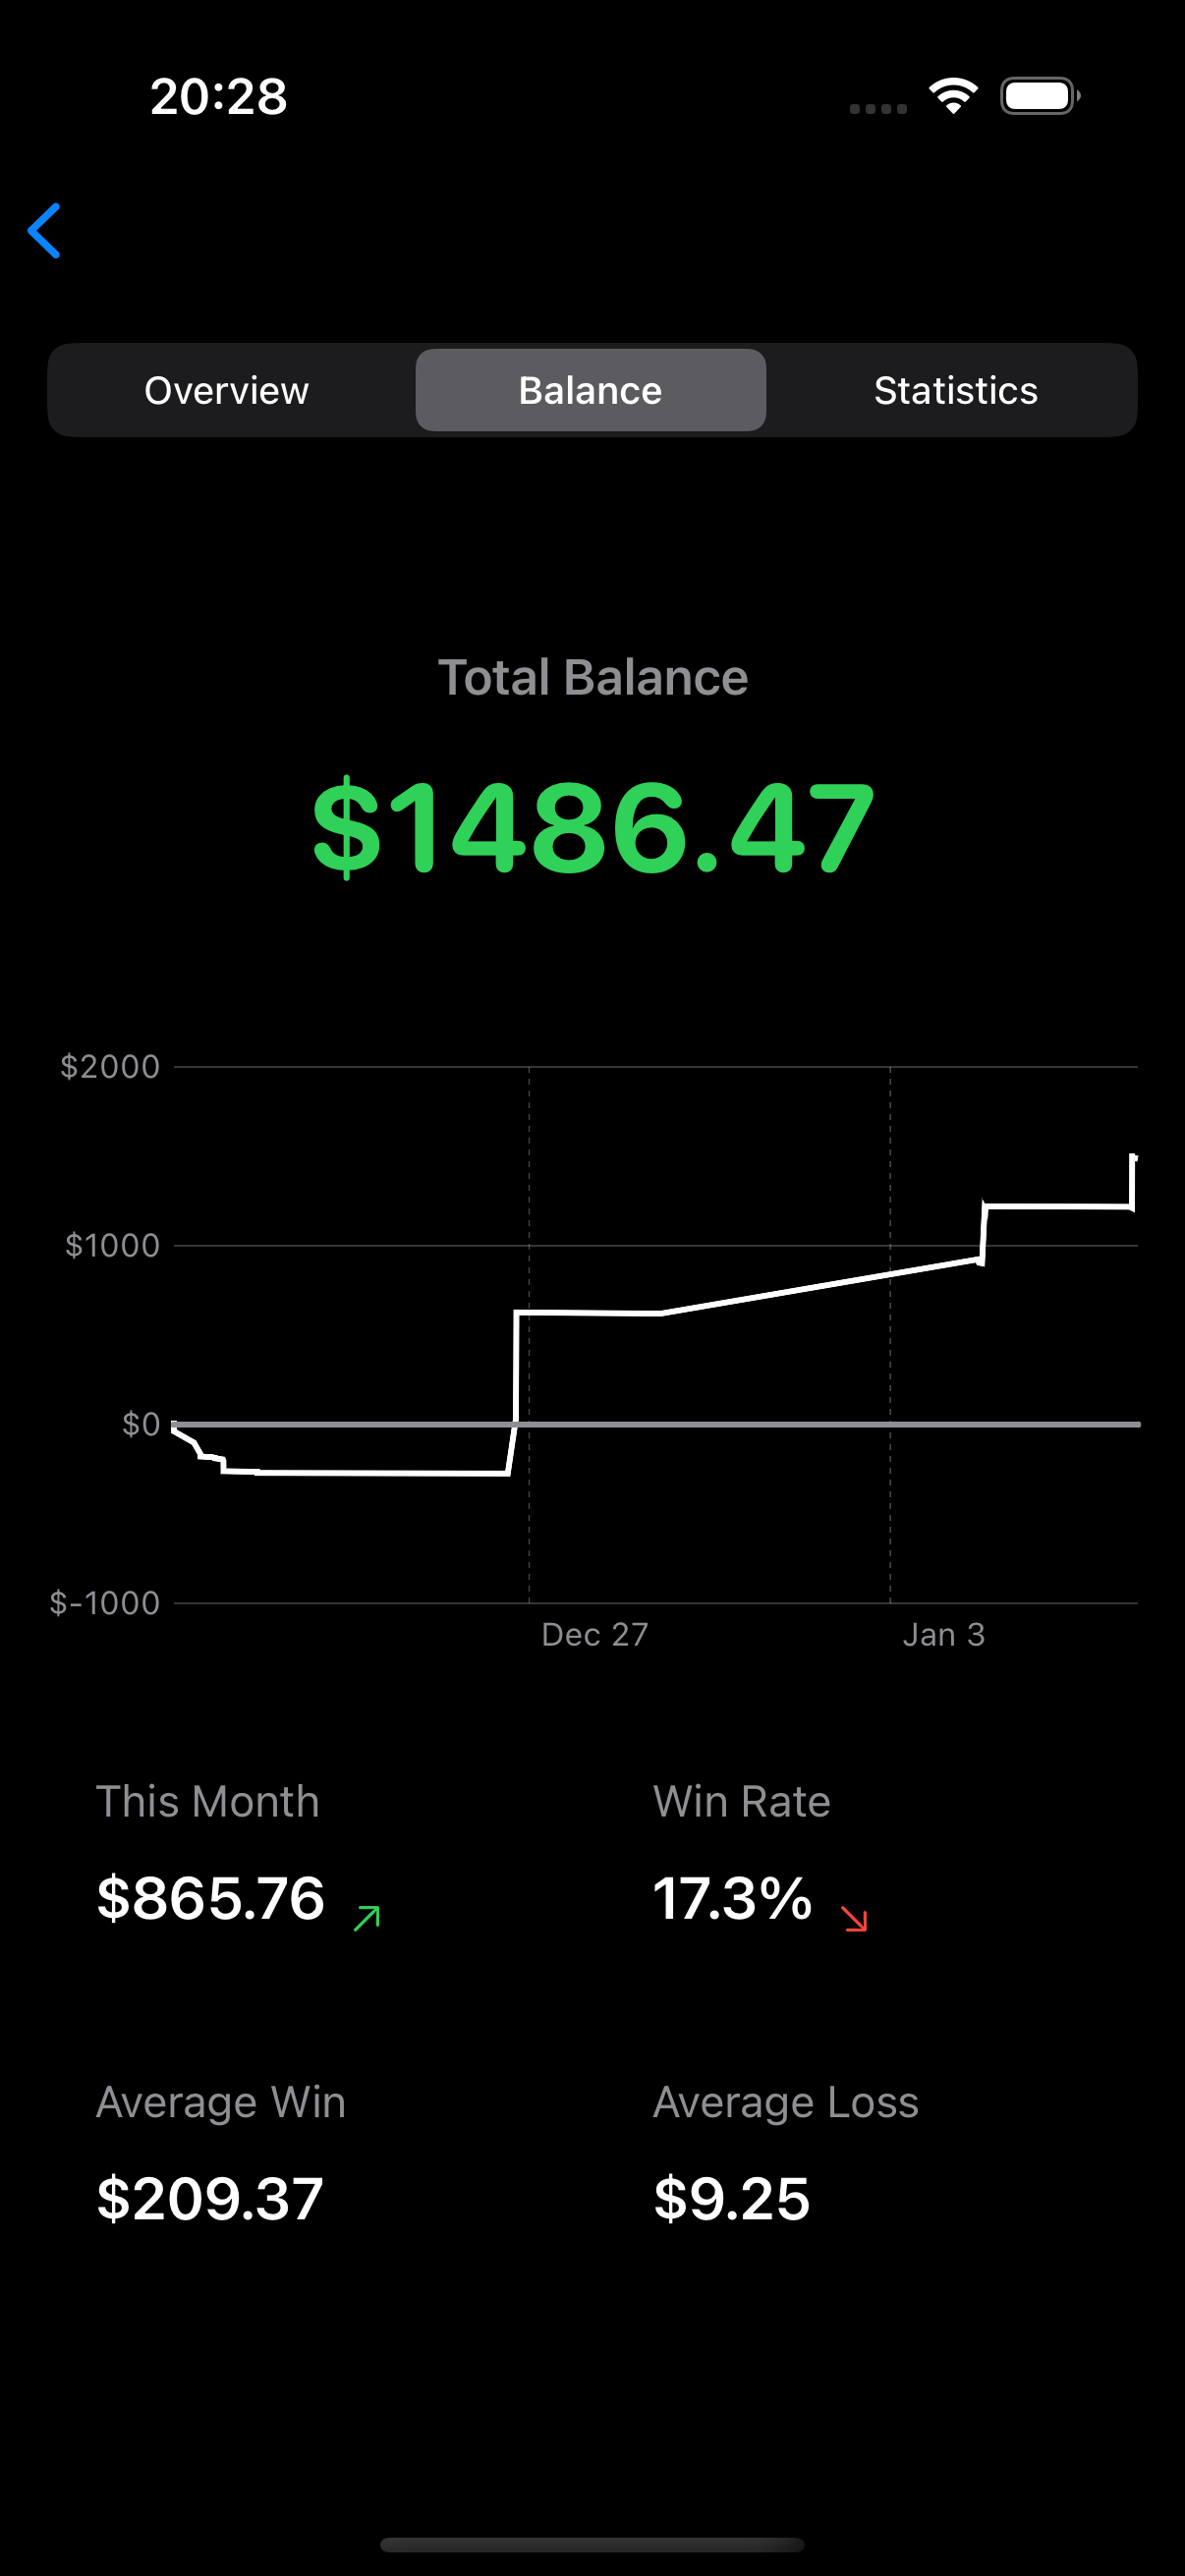 20:28
Overview Balance Statistics
Total Balance
$1486.47
$2000
$1000
$0
$-1000
Dec 27 Jan 3
This Month Win Rate
$865.76 17.3%
Average Win Average Loss
$209.37 $9.25